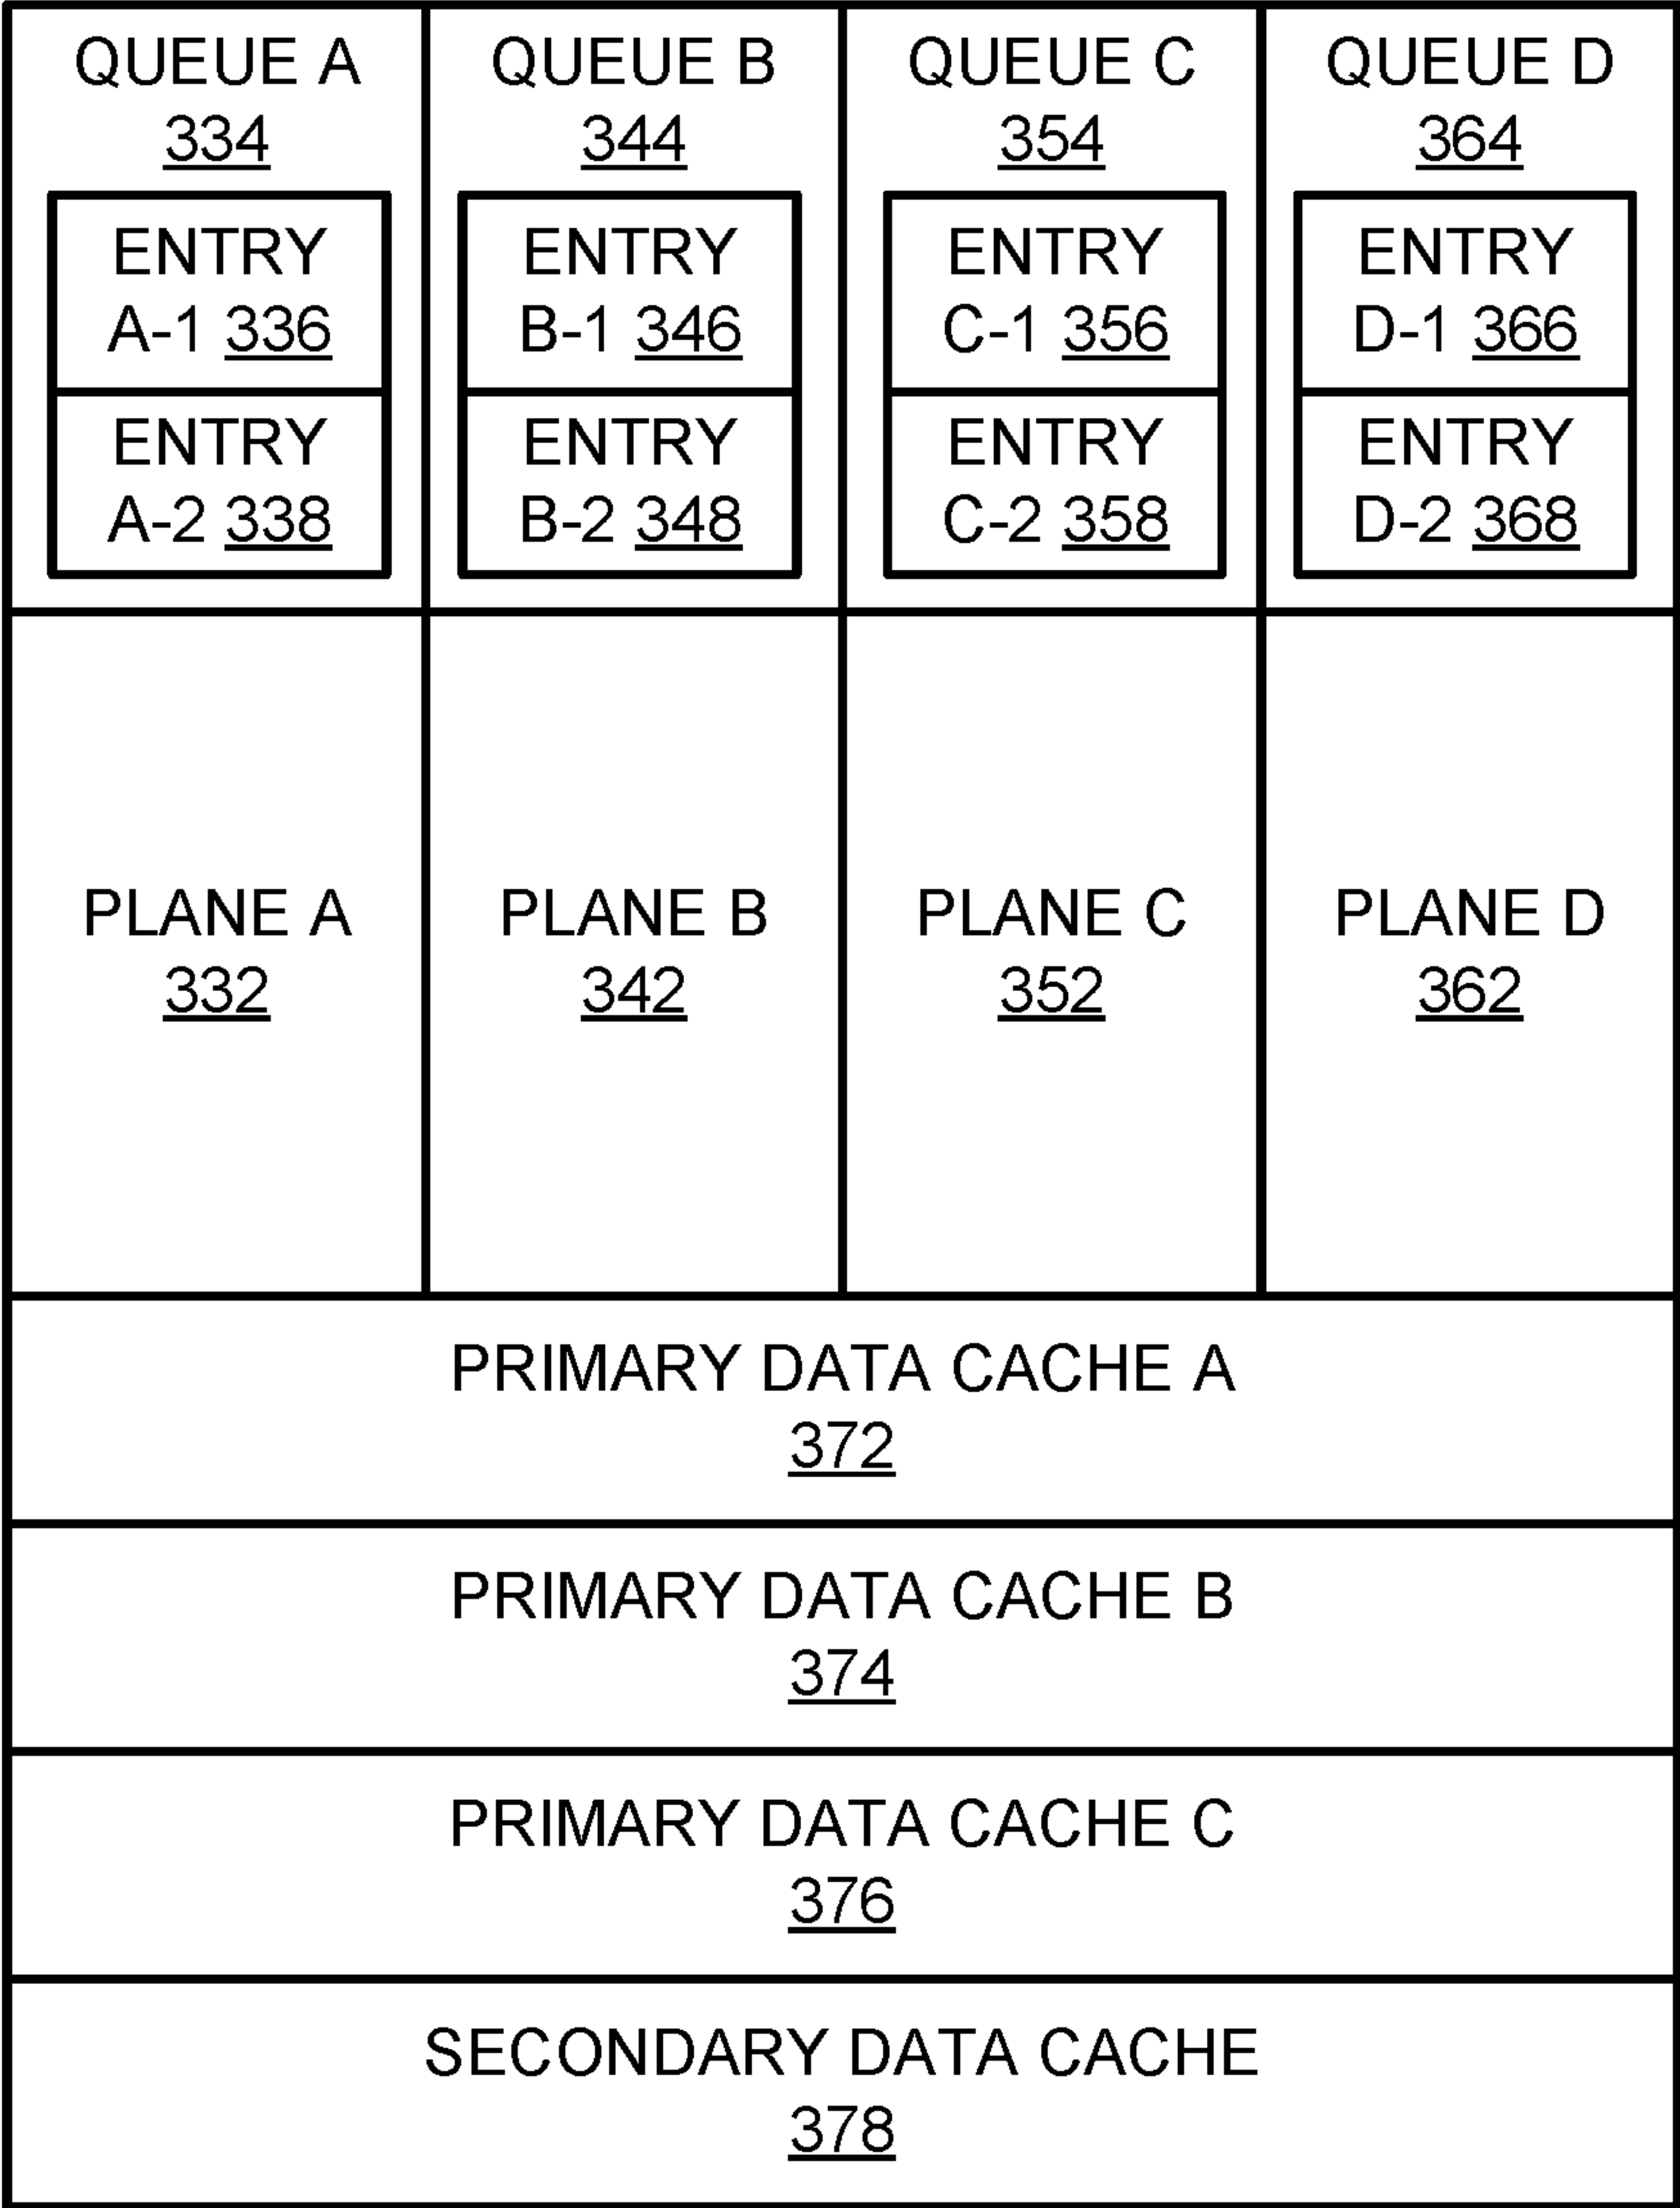 QUEUE A
334
ENTRY
A-1 336
ENTRY
A-2 338
QUEUE B
344
ENTRY
B-1 346
ENTRY
B-2 348
QUEUE C
354
ENTRY
C-1 356
ENTRY
C-2 358
QUEUE D
364
ENTRY
D-1 366
ENTRY
D-2 368
PLANE A
332
PLANE B
342
PLANE C
352
PLANE D
362
PRIMARY DATA CACHE A
372
PRIMARY DATA CACHE B
374
PRIMARY DATA CACHE C
376
SECONDARY DATA CACHE
378